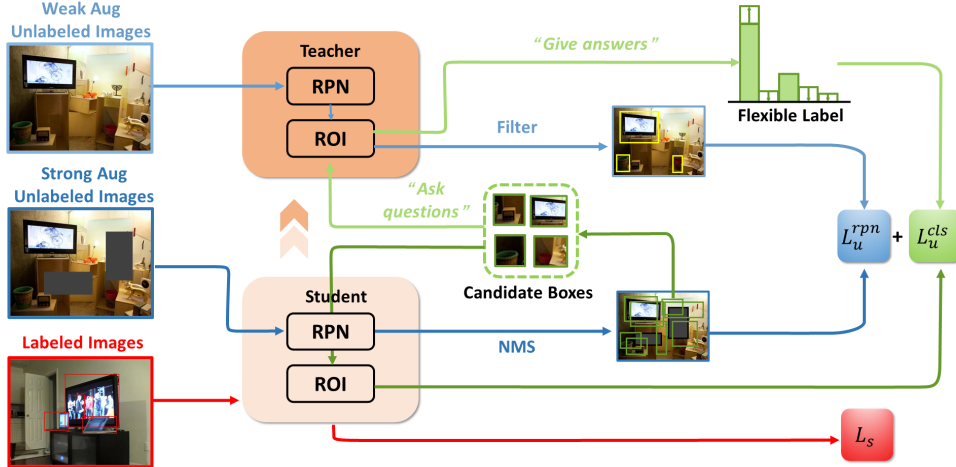 Weak Aug
Unlabeled Images
Teacher
RPN
ROI
“Give answers”
Flexible Label
Filter
“Ask
questions”
Strong Aug
Unlabeled Images
Candidate Boxes
L_u^{rpn} + L_u^{cls}
Student
RPN
NMS
ROI
Labeled Images
L_s